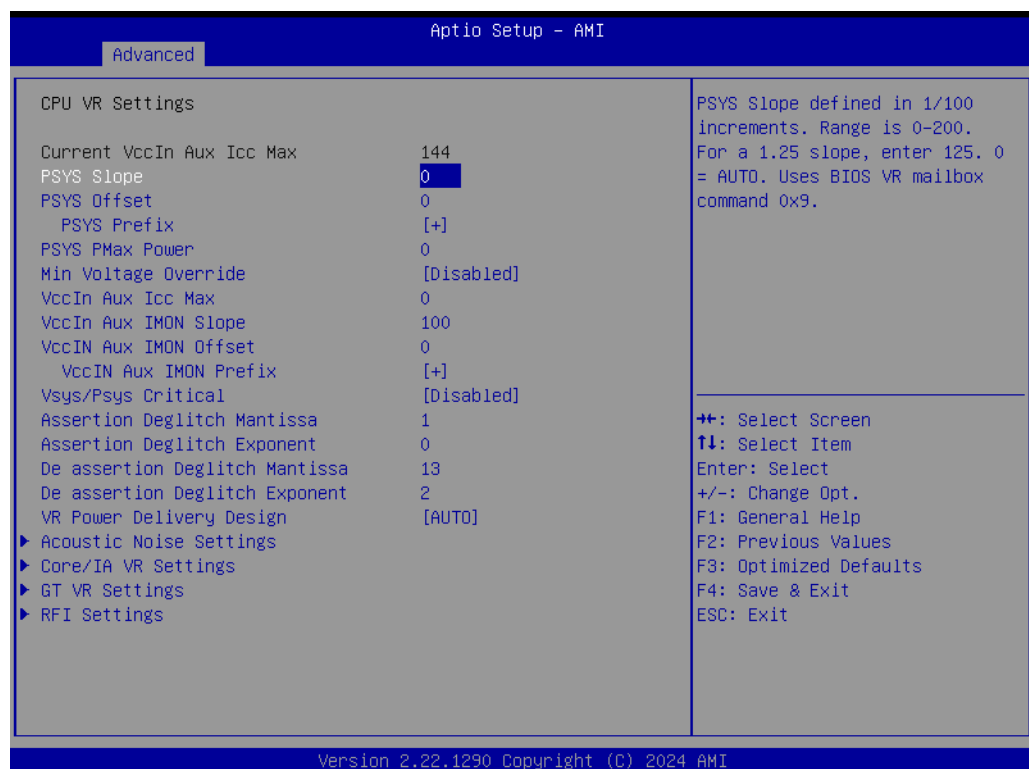 Aptio Setup – AMI
Advanced
CPU VR Settings
Current VccIn Aux Icc Max 144
PSYS Slope 0
PSYS Offset 0
PSYS Prefix [+]
PSYS PMax Power 0
Min Voltage Override [Disabled]
VccIn Aux Icc Max 0
VccIn Aux IMON Slope 100
VccIN Aux IMON Offset 0
VccIN Aux IMON Prefix [+]
Vsys/Psys Critical [Disabled]
Assertion Deglitch Mantissa 1
Assertion Deglitch Exponent 0
De assertion Deglitch Mantissa 13
De assertion Deglitch Exponent 2
VR Power Delivery Design [AUTO]
Acoustic Noise Settings
Core/IA VR Settings
GT VR Settings
RFI Settings
PSYS Slope defined in 1/100
increments. Range is 0-200.
For a 1.25 slope, enter 125. 0
= AUTO. Uses BIOS VR mailbox
command 0x9.
→←: Select Screen
↑↓: Select Item
Enter: Select
+/-: Change Opt.
F1: General Help
F2: Previous Values
F3: Optimized Defaults
F4: Save & Exit
ESC: Exit
Version 2.22.1290 Copyright (C) 2024 AMI